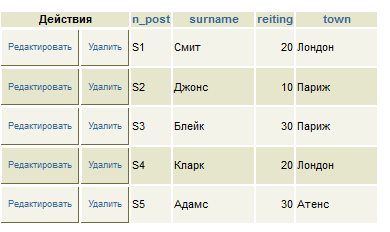 Действия n_post surname reiting town
Редактировать Удалить S1 Смит 20 Лондон
Редактировать Удалить S2 Джонс 10 Париж
Редактировать Удалить S3 Блейк 30 Париж
Редактировать Удалить S4 Кларк 20 Лондон
Редактировать Удалить S5 Адамс 30 Атенс